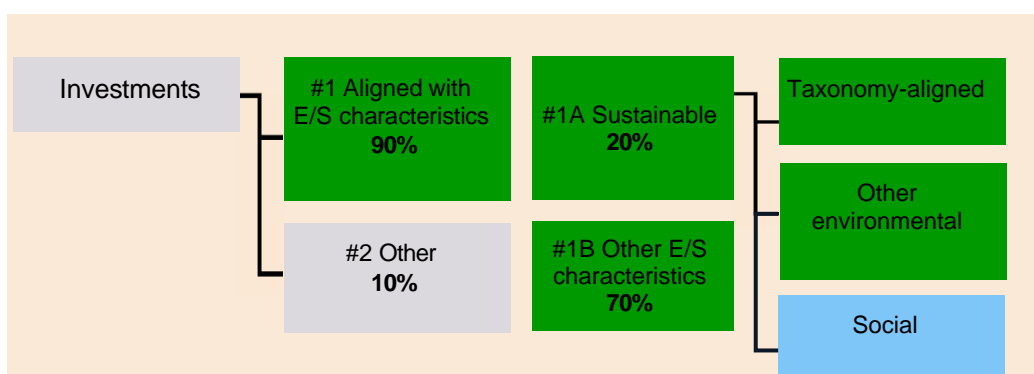 Investments
#1 Aligned with
E/S characteristics
90%
#2 Other
10%
#1A Sustainable
20%
#1B Other E/S
characteristics
70%
Taxonomy-aligned
Other
environmental
Social